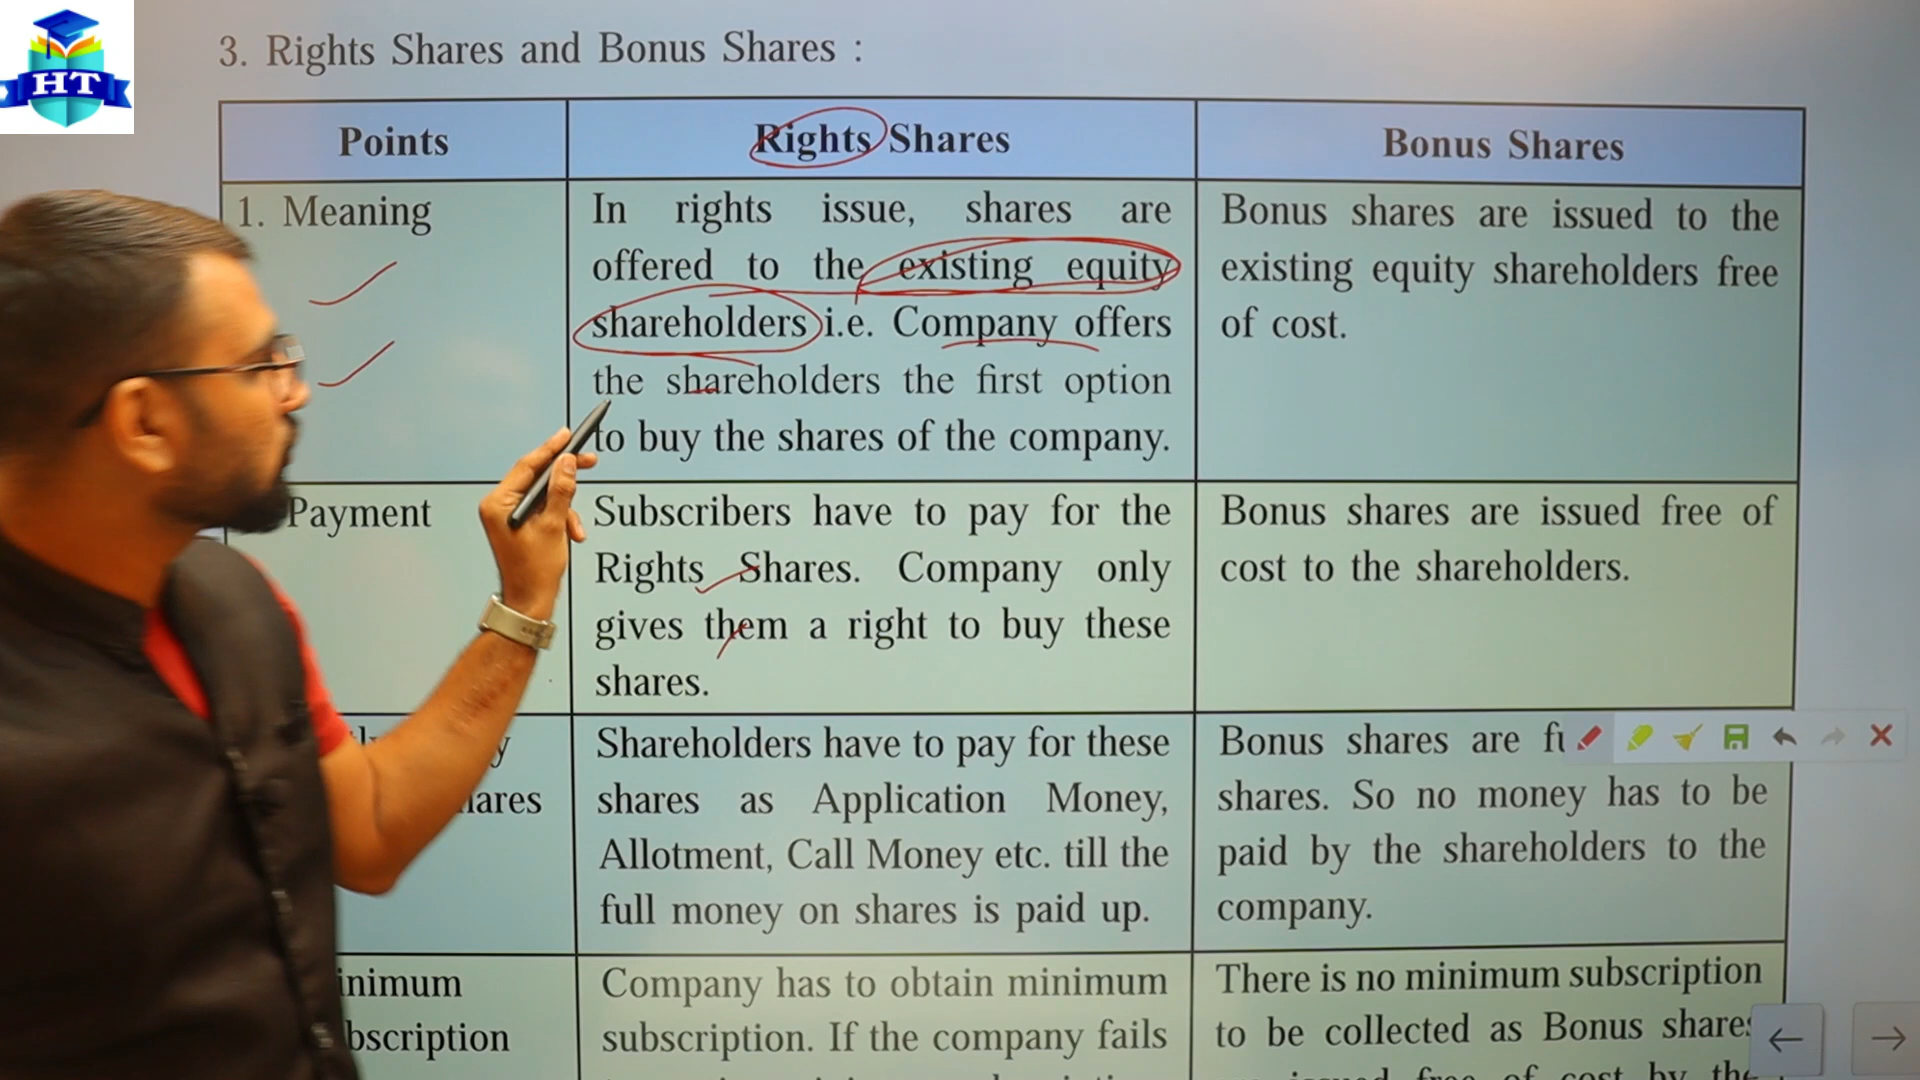 HT
3. Rights Shares and Bonus Shares :
Points
Rights Shares
Bonus Shares
1. Meaning
In rights issue, shares are
offered to the existing equity
shareholders i.e. Company offers
the shareholders the first option
to buy the shares of the company.
Bonus shares are issued to the
existing equity shareholders free
of cost.
Payment
Subscribers have to pay for the
Rights Shares. Company only
gives them a right to buy these
shares.
Bonus shares are issued free of
cost to the shareholders.
Shareholders have to pay for these
shares as Application Money,
Allotment, Call Money etc. till the
full money on shares is paid up.
Bonus shares are
shares. So no money has to be
paid by the shareholders to the
company.
Company has to obtain minimum
subscription. If the company fails
There is no minimum subscription
to be collected as Bonus
issued free of cost by the